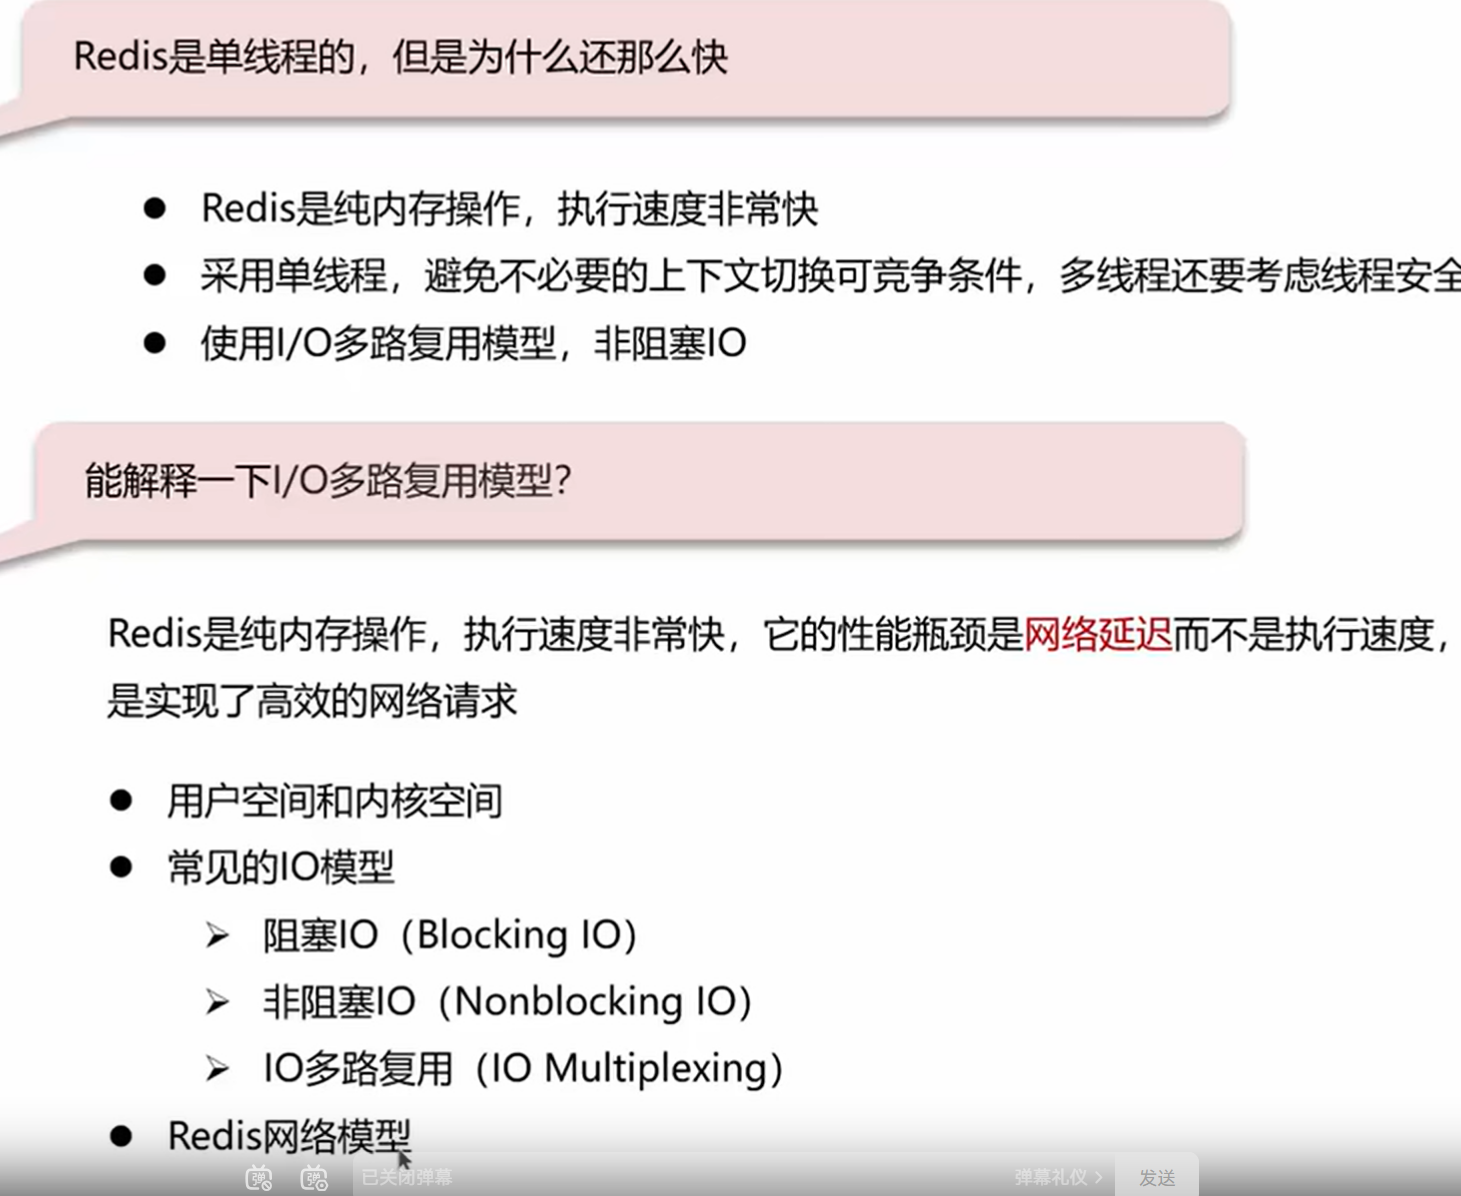 Redis是单线程的，但是为什么还那么快
● Redis是纯内存操作，执行速度非常快
● 采用单线程，避免不必要的上下文切换可竞争条件，多线程还要考虑线程安全
● 使用I/O多路复用模型，非阻塞IO
能解释一下I/O多路复用模型？
Redis是纯内存操作，执行速度非常快，它的性能瓶颈是网络延迟而不是执行速度，
是实现了高效的网络请求
● 用户空间和内核空间
● 常见的IO模型
➢ 阻塞IO（Blocking IO）
➢ 非阻塞IO（Nonblocking IO）
➢ IO多路复用（IO Multiplexing）
● Redis网络模型
已关闭弹幕 弹幕礼仪 > 发送